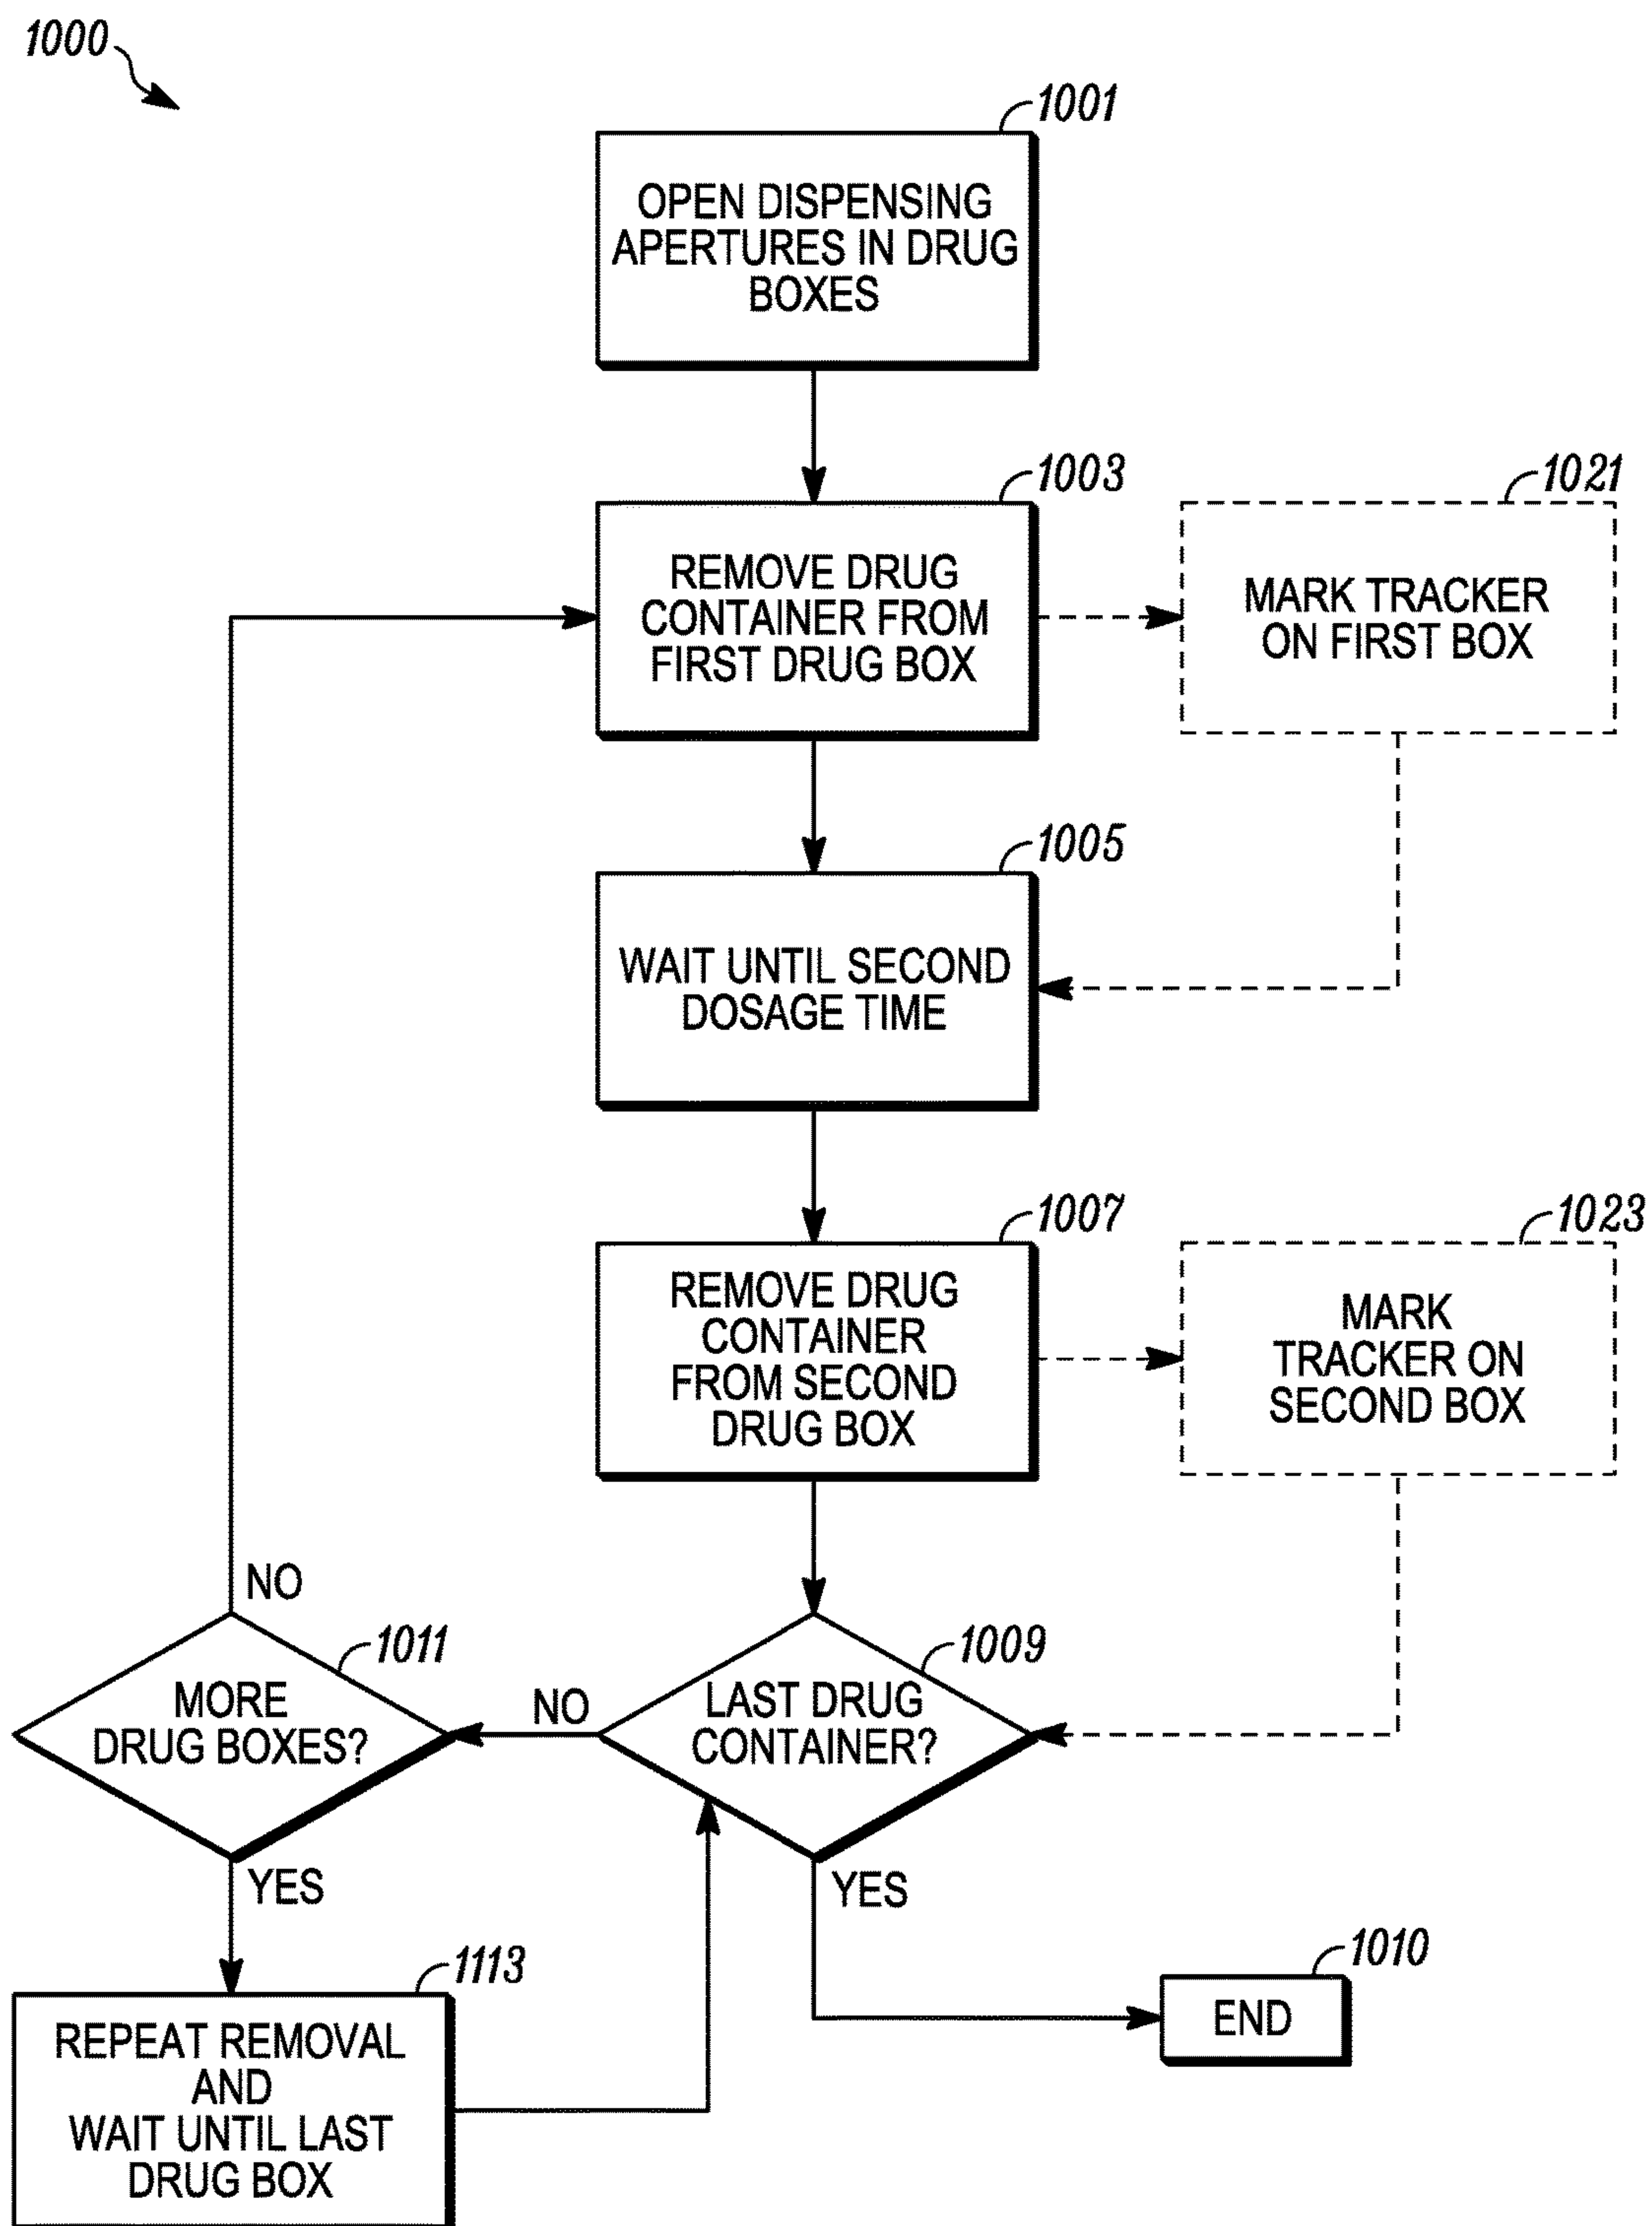 1000
1001
OPEN DISPENSING
APERTURES IN DRUG
BOXES
1003
REMOVE DRUG
CONTAINER FROM
FIRST DRUG BOX
1021
MARK TRACKER
ON FIRST BOX
1005
WAIT UNTIL SECOND
DOSAGE TIME
1007
REMOVE DRUG
CONTAINER
FROM SECOND
DRUG BOX
1023
MARK
TRACKER ON
SECOND BOX
NO
1011
MORE
DRUG BOXES?
NO
1009
LAST DRUG
CONTAINER?
YES
YES
1113
REPEAT REMOVAL
AND
WAIT UNTIL LAST
DRUG BOX
1010
END